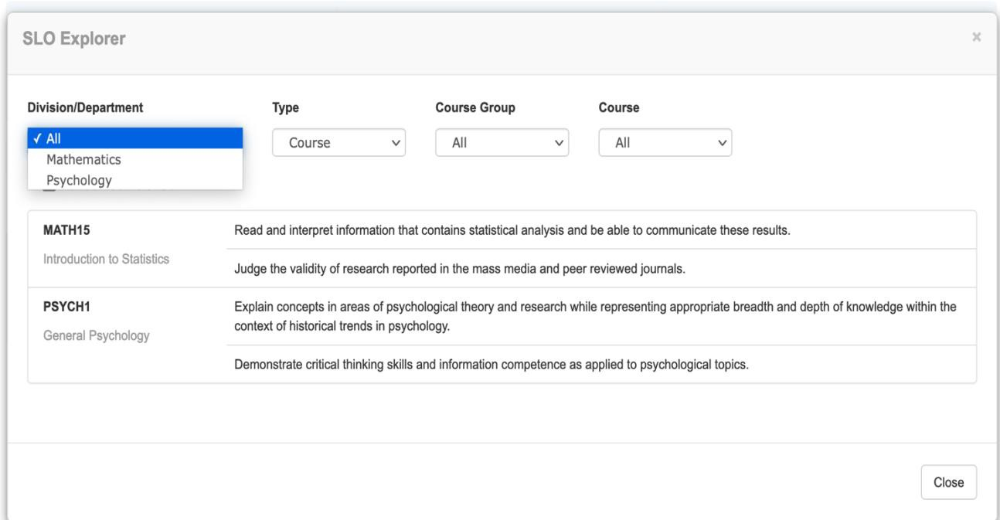 SLO Explorer ×
Division/Department Type Course Group Course
✓ All Course All All
Mathematics
Psychology
MATH15 Read and interpret information that contains statistical analysis and be able to communicate these results.
Introduction to Statistics
Judge the validity of research reported in the mass media and peer reviewed journals.
PSYCH1 Explain concepts in areas of psychological theory and research while representing appropriate breadth and depth of knowledge within the
context of historical trends in psychology.
General Psychology
Demonstrate critical thinking skills and information competence as applied to psychological topics.
Close